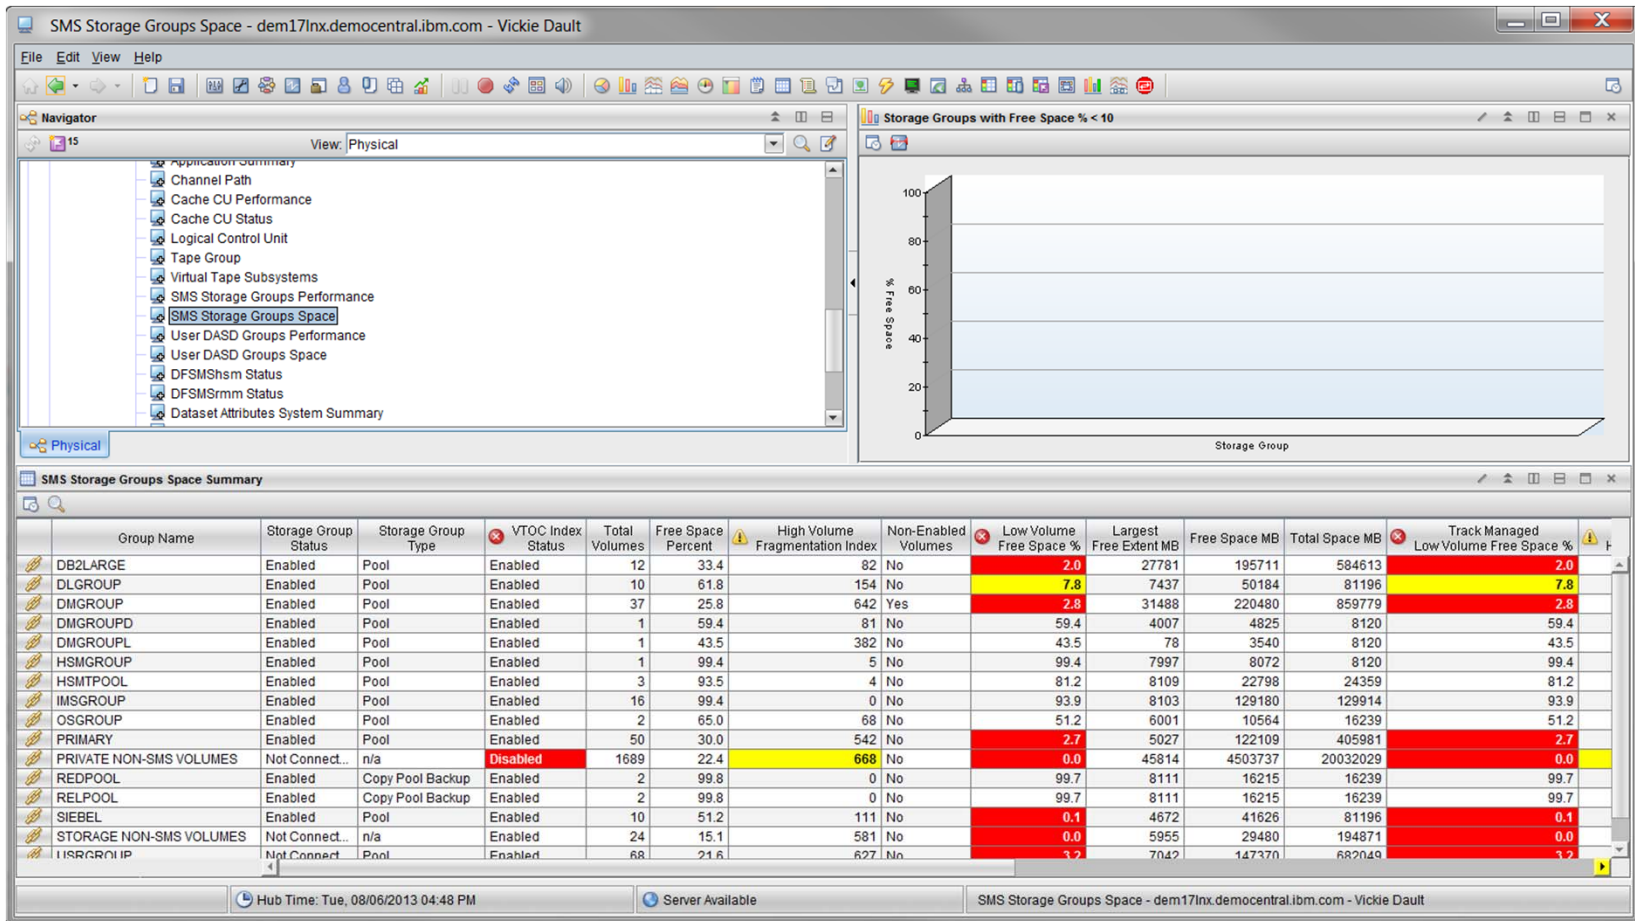 SMS Storage Groups Space - dem17lnx.democentral.ibm.com - Vickie Dault
File Edit View Help
Navigator
15
View: Physical
Application Summary
Channel Path
Cache CU Performance
Cache CU Status
Logical Control Unit
Tape Group
Virtual Tape Subsystems
SMS Storage Groups Performance
SMS Storage Groups Space
User DASD Groups Performance
User DASD Groups Space
DFSMShsm Status
DFSMSrmm Status
Dataset Attributes System Summary
Physical
Storage Groups with Free Space % < 10
100
80
60
40
20
0
% Free Space
Storage Group
SMS Storage Groups Space Summary
Group Name Storage Group Status Storage Group Type VTOC Index Status Total Volumes Free Space Percent High Volume Fragmentation Index Non-Enabled Volumes Low Volume Free Space % Largest Free Extent MB Free Space MB Total Space MB Track Managed Low Volume Free Space %
DB2LARGE Enabled Pool Enabled 12 33.4 82 No 2.0 27781 195711 584613 2.0
DLGROUP Enabled Pool Enabled 10 61.8 154 No 7.8 7437 50184 81196 7.8
DMGROUP Enabled Pool Enabled 37 25.8 642 Yes 2.8 31488 220480 859779 2.8
DMGROUPD Enabled Pool Enabled 1 59.4 81 No 59.4 4007 4825 8120 59.4
DMGROUPL Enabled Pool Enabled 1 43.5 382 No 43.5 78 3540 8120 43.5
HSMGROUP Enabled Pool Enabled 1 99.4 5 No 99.4 7997 8072 8120 99.4
HSMTPOOL Enabled Pool Enabled 3 93.5 4 No 81.2 8109 22798 24359 81.2
IMSGROUP Enabled Pool Enabled 16 99.4 0 No 93.9 8103 129180 129914 93.9
OSGROUP Enabled Pool Enabled 2 65.0 68 No 51.2 6001 10564 16239 51.2
PRIMARY Enabled Pool Enabled 50 30.0 542 No 2.7 5027 122109 405981 2.7
PRIVATE NON-SMS VOLUMES Not Connect... n/a Disabled 1689 22.4 668 No 0.0 45814 4503737 20032029 0.0
REDPOOL Enabled Copy Pool Backup Enabled 2 99.8 0 No 99.7 8111 16215 16239 99.7
RELPOOL Enabled Copy Pool Backup Enabled 2 99.8 0 No 99.7 8111 16215 16239 99.7
SIEBEL Enabled Pool Enabled 10 51.2 111 No 0.1 4672 41626 81196 0.1
STORAGE NON-SMS VOLUMES Not Connect... n/a Enabled 24 15.1 581 No 0.0 5955 29480 194871 0.0
USRGROUP Not Connect Pool Enabled 68 21.6 627 No 3.2 7042 147370 682049 3.2
Hub Time: Tue, 08/06/2013 04:48 PM
Server Available
SMS Storage Groups Space - dem17lnx.democentral.ibm.com - Vickie Dault